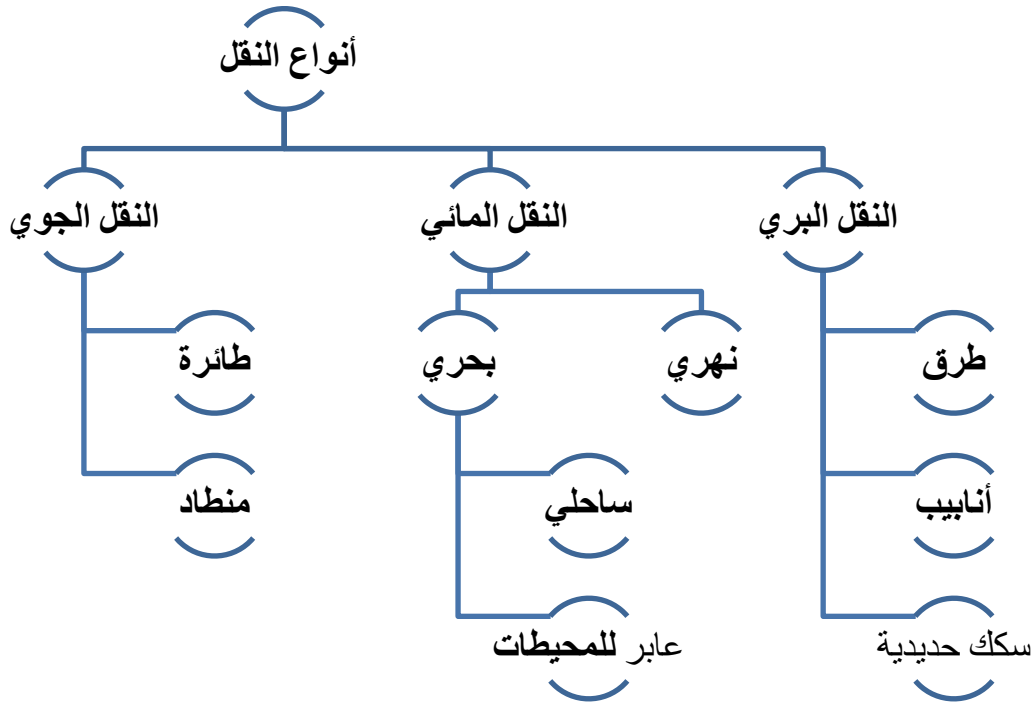 أنواع النقل
النقل البري
النقل المائي
النقل الجوي
طرق
نهري
بحري
طائرة
أنابيب
ساحلي
منطاد
سكك حديدية
عابر للمحيطات